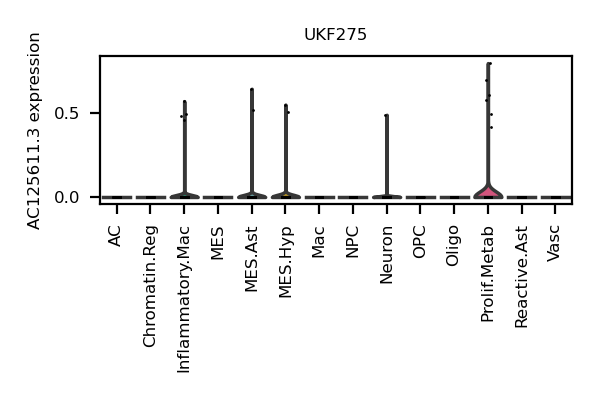 UKF275
AC125611.3 expression
0.5
0.0
AC
Chromatin.Reg
Inflammatory.Mac
MES
MES.Ast
MES.Hyp
Mac
NPC
Neuron
OPC
Oligo
Prolif.Metab
Reactive.Ast
Vasc